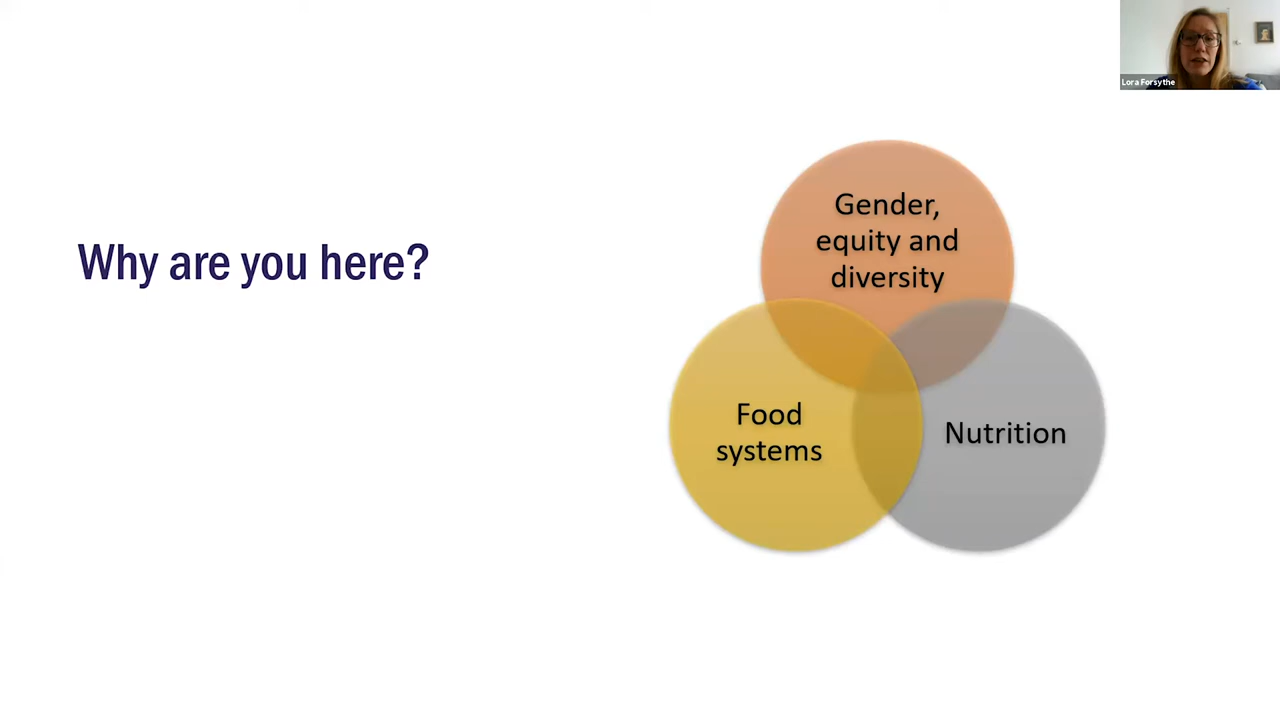 Lora Forsythe
Why are you here?
Gender,
equity and
diversity
Food
systems
Nutrition